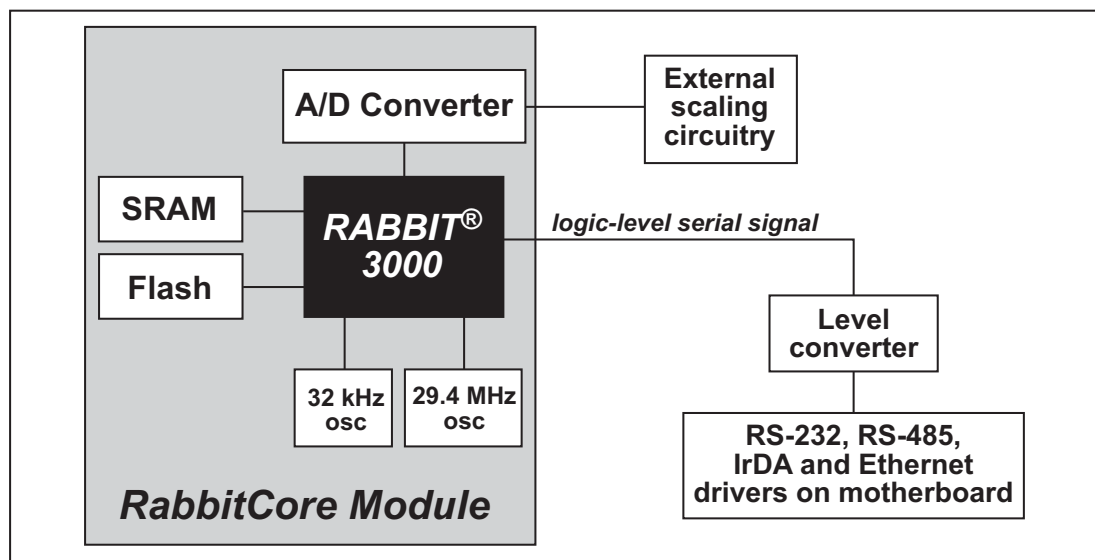 A/D Converter
External
scaling
circuitry
SRAM
RABBIT®
3000
logic-level serial signal
Flash
Level
converter
32 kHz
osc
29.4 MHz
osc
RS-232, RS-485,
IrDA and Ethernet
drivers on motherboard
RabbitCore Module